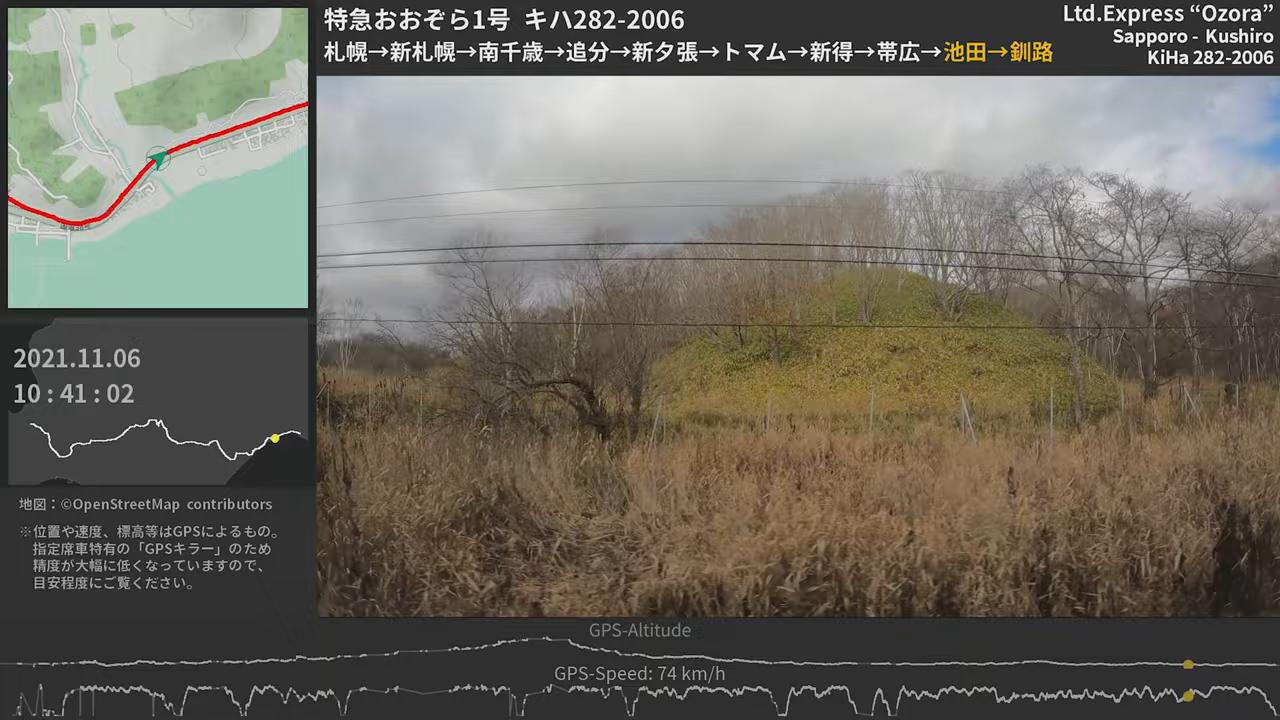 特急おおぞら1号 キハ282-2006
札幌→新札幌→南千歳→追分→新夕張→トマム→新得→帯広→池田→釧路
Ltd.Express “Ozora”
Sapporo - Kushiro
KiHa 282-2006
2021.11.06
10:41:02
地図：©OpenStreetMap contributors
※位置や速度、標高等はGPSによるもの。
指定席車特有の「GPSキラー」のため
精度が大幅に低くなっていますので、
目安程度にご覧ください。
GPS-Altitude
GPS-Speed: 74 km/h